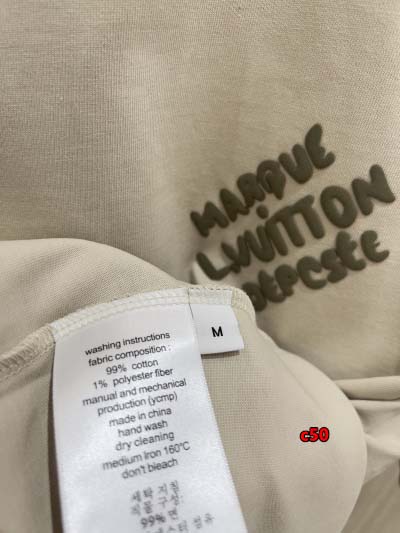 MARQUE
L.VUITTON
DEPCSÉE
M
washing instructions
fabric composition :
99% cotton
1% polyester fiber
manual and mechanical
production (ycmp)
made in china
hand wash
dry cleaning
medium Iron 160°C
don't bleach
세탁 지침
직물 구성:
99% 면
c50